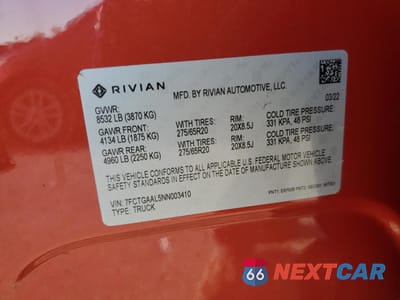 RIVIAN
MFD. BY RIVIAN AUTOMOTIVE, LLC.
03/22
GVWR:
8532 LB (3870 KG)
GAWR FRONT: WITH TIRES: RIM: COLD TIRE PRESSURE:
4134 LB (1875 KG) 275/65R20 20X8.5J 331 KPA, 48 PSI
GAWR REAR: WITH TIRES: RIM: COLD TIRE PRESSURE:
4960 LB (2250 KG) 275/65R20 20X8.5J 331 KPA, 48 PSI
THIS VEHICLE CONFORMS TO ALL APPLICABLE U.S. FEDERAL MOTOR VEHICLE
SAFETY STANDARDS IN EFFECT ON THE DATE OF MANUFACTURE SHOWN ABOVE.
VIN: 7FCTGAAL5NN003410
TYPE: TRUCK
66 NEXTCAR